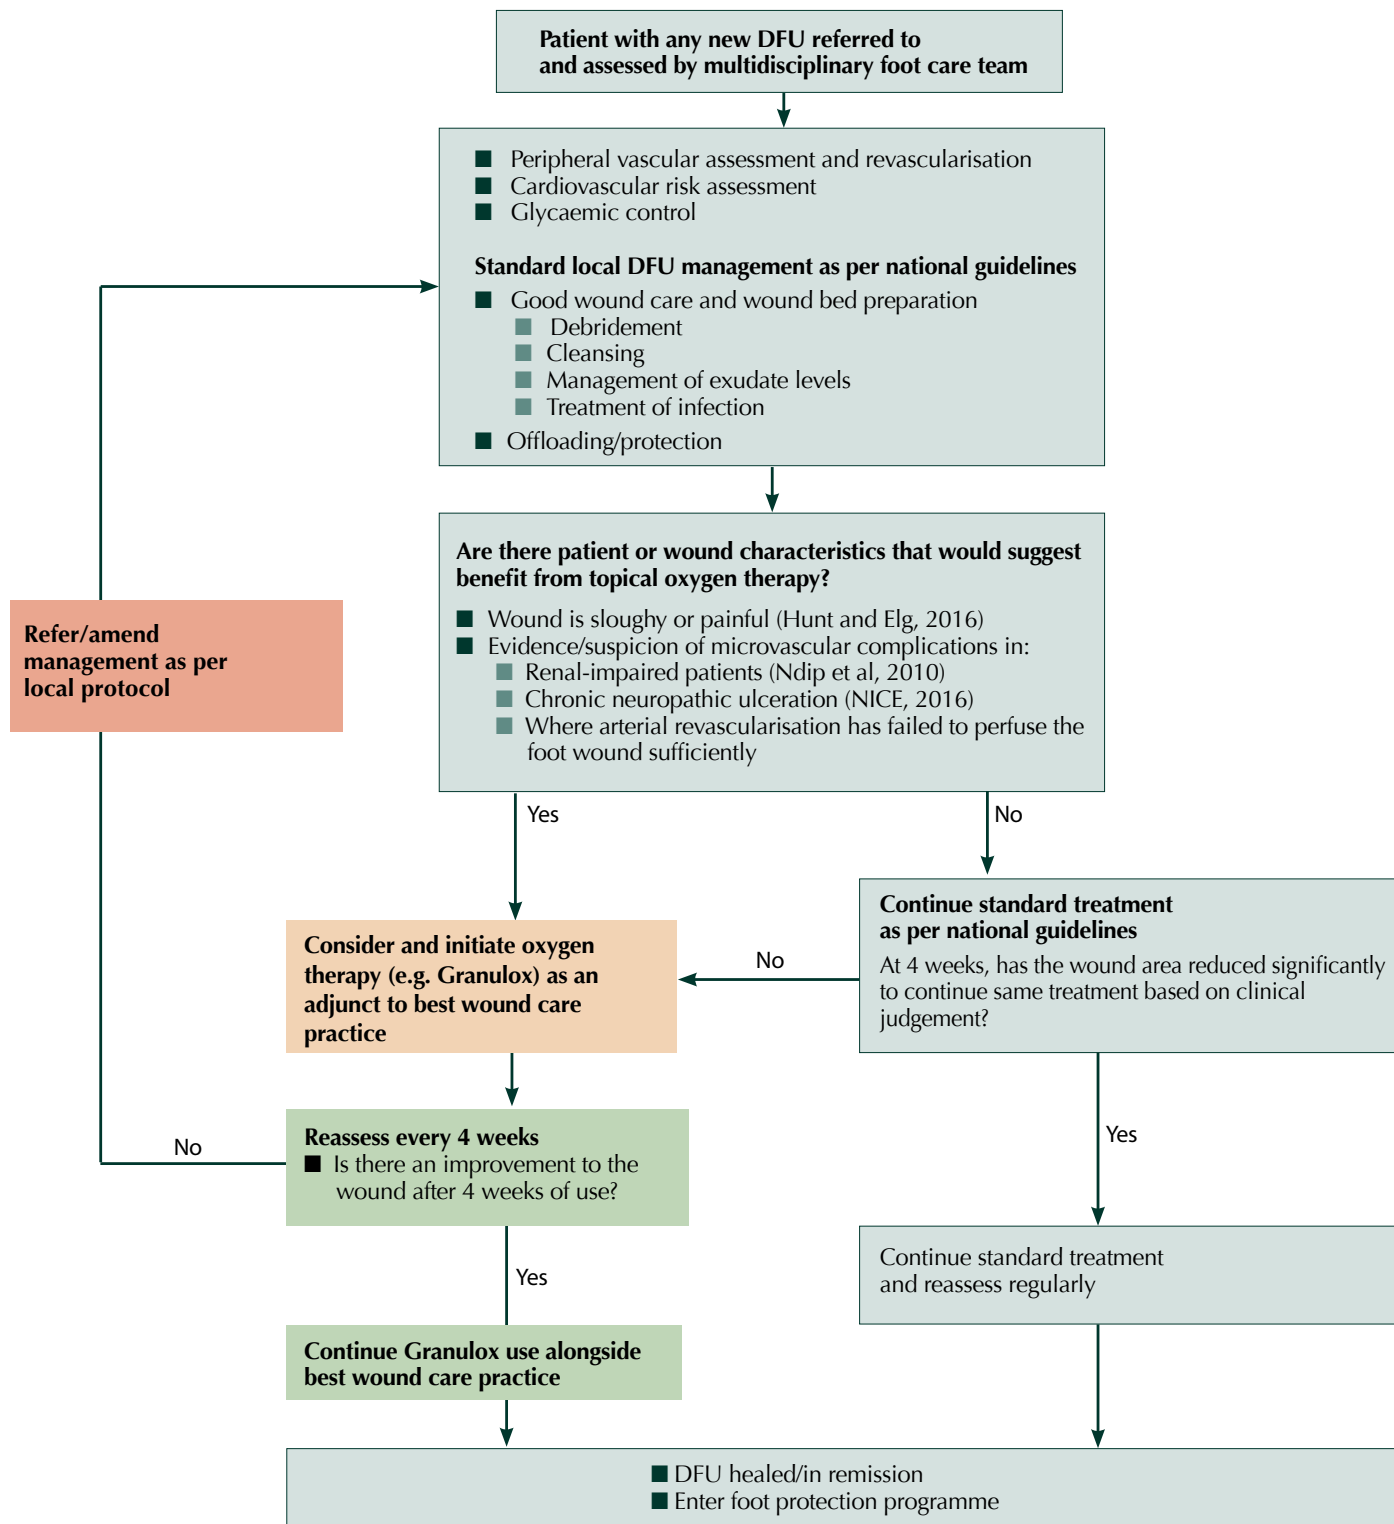 Patient with any new DFU referred to
and assessed by multidisciplinary foot care team
■ Peripheral vascular assessment and revascularisation
■ Cardiovascular risk assessment
■ Glycaemic control
Standard local DFU management as per national guidelines
■ Good wound care and wound bed preparation
■ Debridement
■ Cleansing
■ Management of exudate levels
■ Treatment of infection
■ Offloading/protection
Are there patient or wound characteristics that would suggest
benefit from topical oxygen therapy?
■ Wound is sloughy or painful (Hunt and Elg, 2016)
■ Evidence/suspicion of microvascular complications in:
■ Renal-impaired patients (Ndip et al, 2010)
■ Chronic neuropathic ulceration (NICE, 2016)
■ Where arterial revascularisation has failed to perfuse the
foot wound sufficiently
Refer/amend
management as per
local protocol
Yes
No
Continue standard treatment
as per national guidelines
At 4 weeks, has the wound area reduced significantly
to continue same treatment based on clinical
judgement?
No
Consider and initiate oxygen
therapy (e.g. Granulox) as an
adjunct to best wound care
practice
Reassess every 4 weeks
■ Is there an improvement to the
wound after 4 weeks of use?
No
Yes
Yes
Continue standard treatment
and reassess regularly
Continue Granulox use alongside
best wound care practice
■ DFU healed/in remission
■ Enter foot protection programme